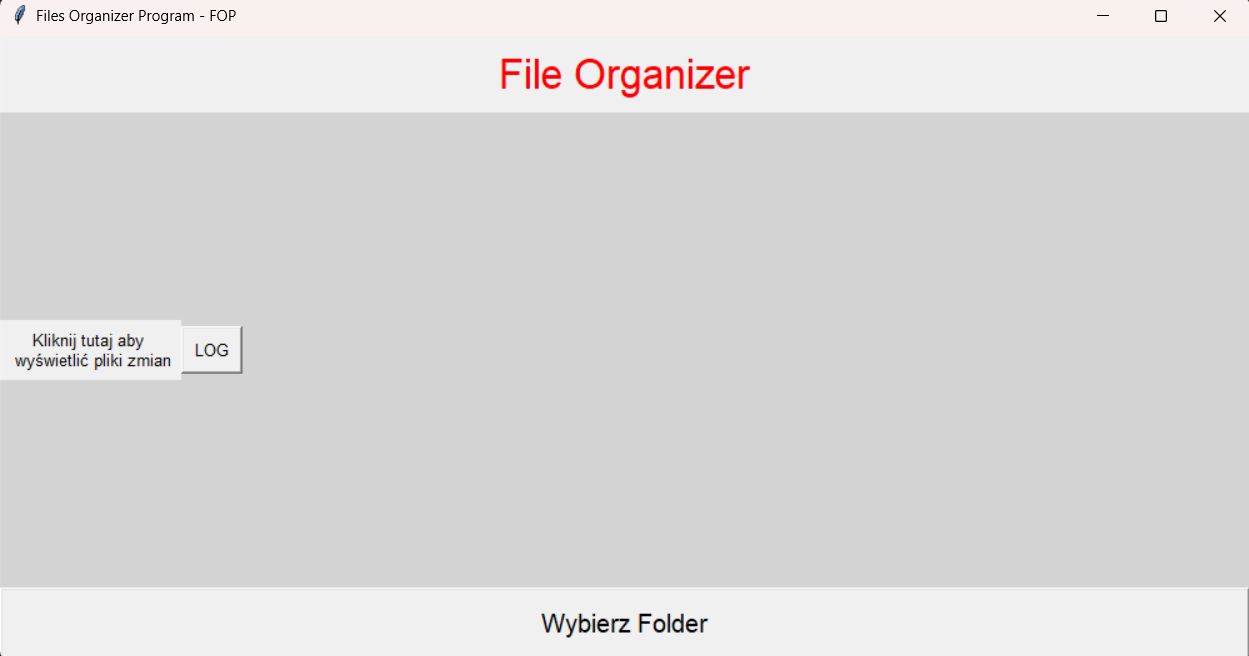 Files Organizer Program - FOP
File Organizer
Kliknij tutaj aby
wyświetlić pliki zmian
LOG
Wybierz Folder